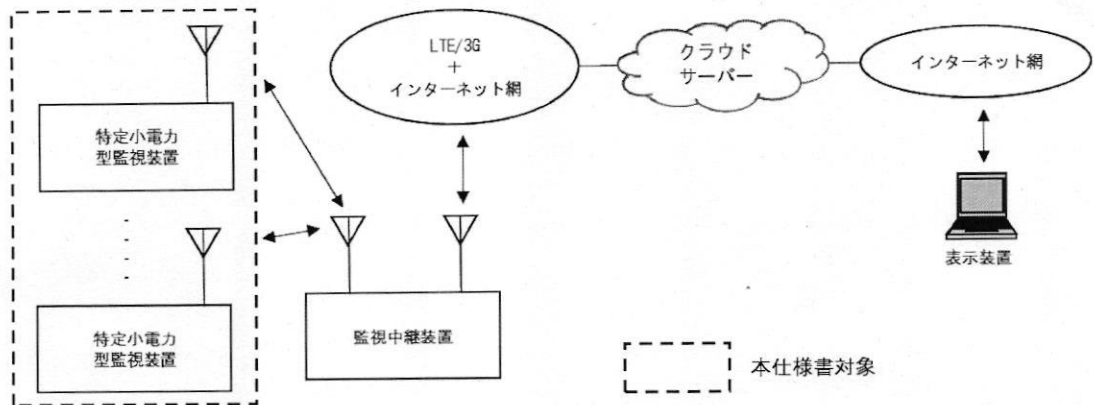 LTE/3G
+
インターネット網
クラウド
サーバー
インターネット網
特定小電力
型監視装置
特定小電力
型監視装置
監視中継装置
表示装置
本仕様書対象